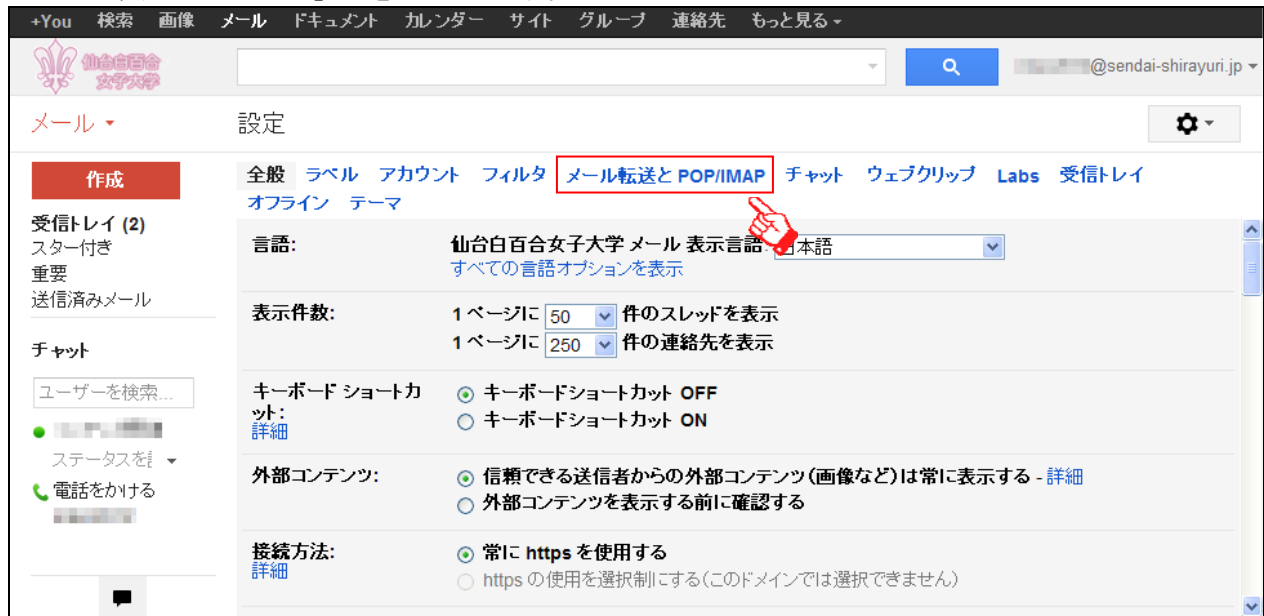 +You 検索 画像 メール ドキュメント カレンダー サイト グループ 連絡先 もっと見る
仙台白百合
女子大学
@sendai-shirayuri.jp
メール
設定
作成
全般 ラベル アカウント フィルタ メール転送と POP/IMAP チャット ウェブクリップ Labs 受信トレイ
オフライン テーマ
受信トレイ (2)
スター付き
重要
送信済みメール
チャット
ユーザーを検索...
ステータスを
電話をかける
言語:
仙台白百合女子大学 メール 表示言語: 日本語
すべての言語オプションを表示
表示件数:
1 ページに 50 件のスレッドを表示
1 ページに 250 件の連絡先を表示
キーボード ショートカ
ット:
詳細
キーボードショートカット OFF
キーボードショートカット ON
外部コンテンツ:
信頼できる送信者からの外部コンテンツ(画像など)は常に表示する - 詳細
外部コンテンツを表示する前に確認する
接続方法:
詳細
常に https を使用する
https の使用を選択制にする(このドメインでは選択できません)